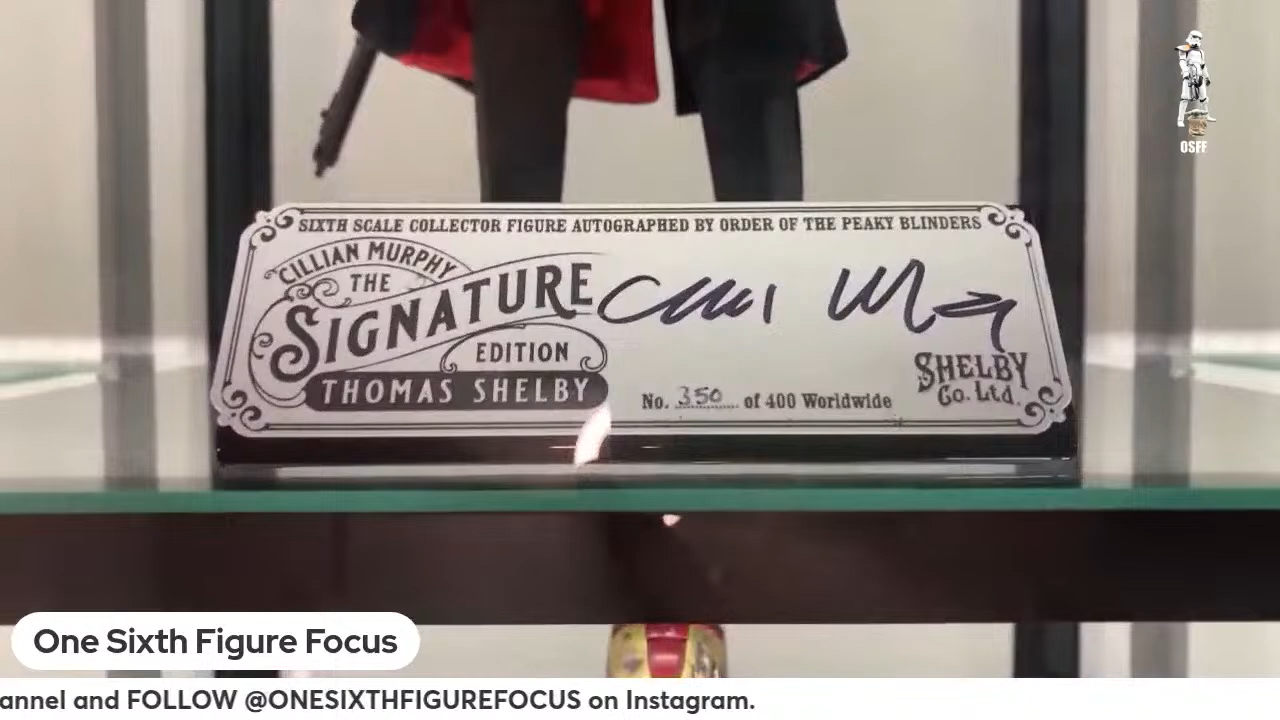 OSFF
SIXTH SCALE COLLECTOR FIGURE AUTOGRAPHED BY ORDER OF THE PEAKY BLINDERS
CILLIAN MURPHY
THE
SIGNATURE
EDITION
THOMAS SHELBY
No. 350 of 400 Worldwide
SHELBY
Co. Ltd.
One Sixth Figure Focus
annel and FOLLOW @ONESIXTHFIGUREFOCUS on Instagram.